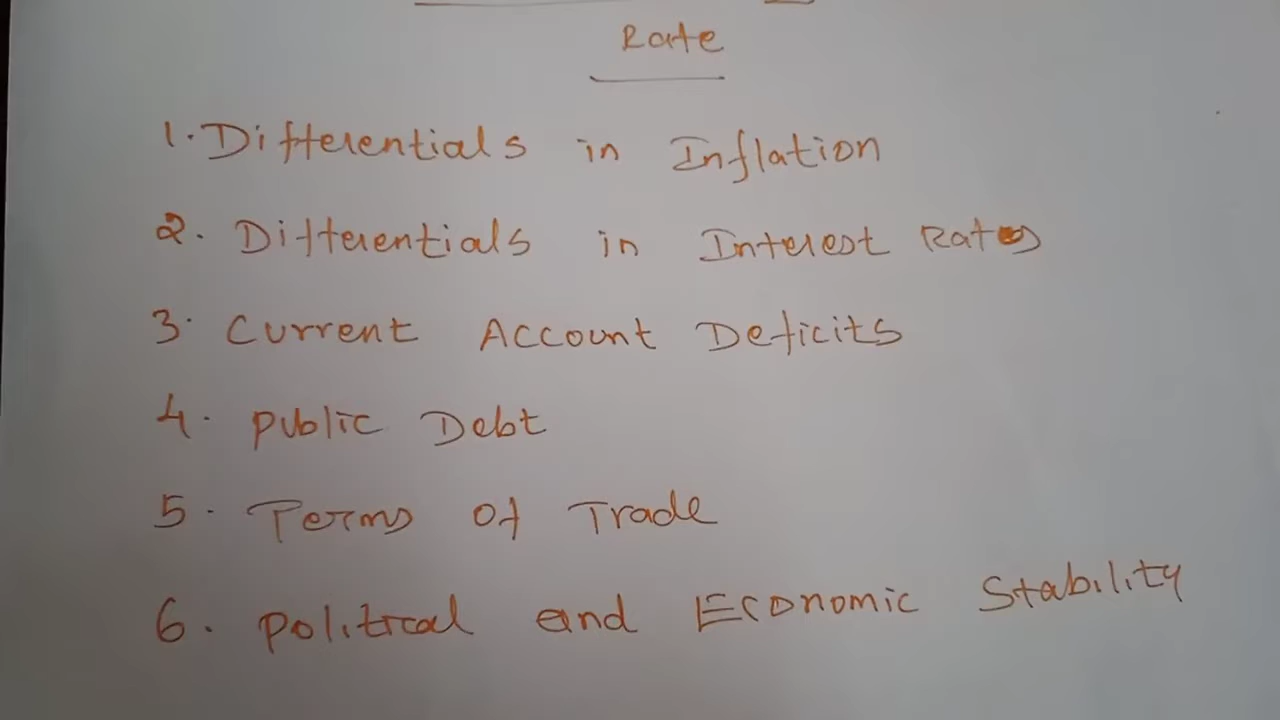 Rate
1. Differentials in Inflation
2. Differentials in Interest Rates
3. Current Account Deficits
4. Public Debt
5. Terms of Trade
6. Political and Economic Stability